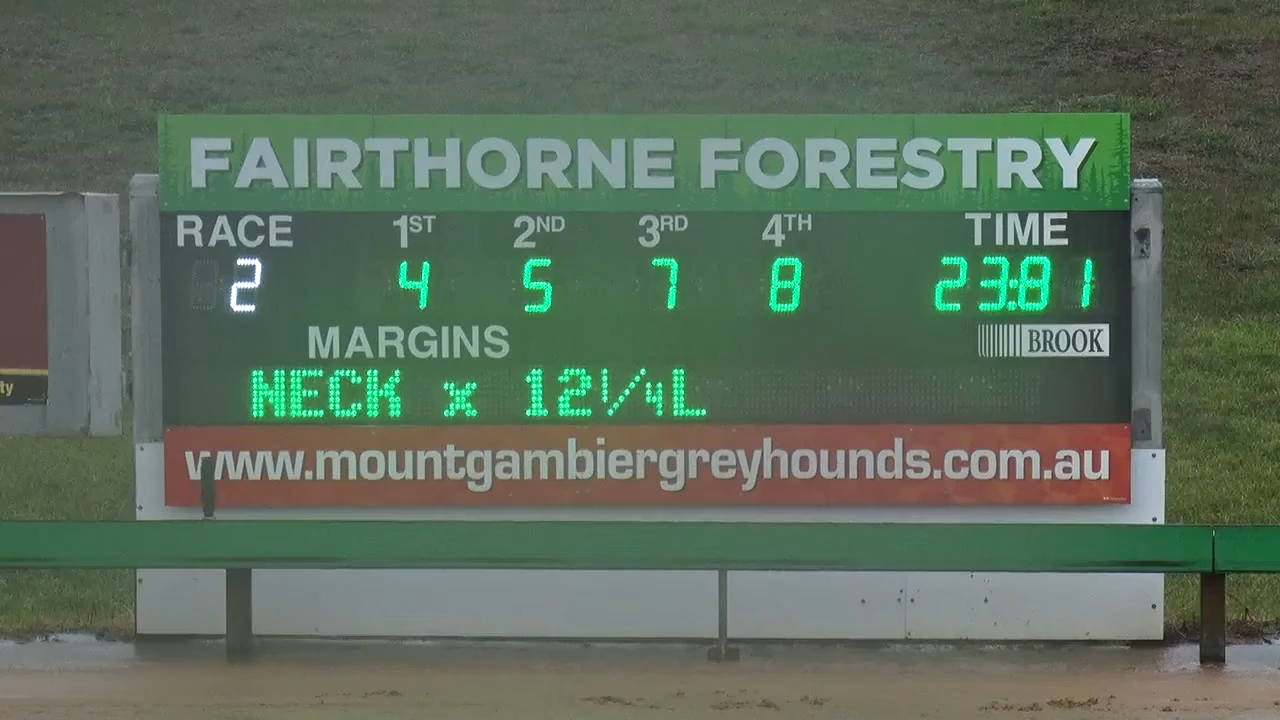 FAIRTHORNE FORESTRY
RACE 1ST 2ND 3RD 4TH TIME
2 4 5 7 8 23:81
MARGINS BROOK
NECK x 12¼L
www.mountgambiergreyhounds.com.au
ty